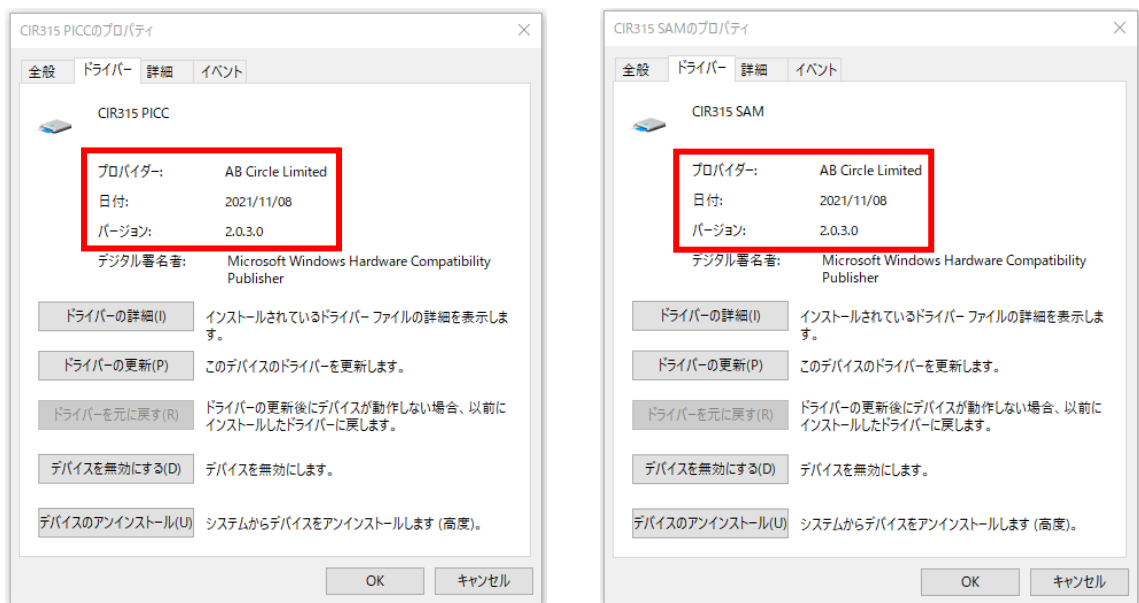 CIR315 PICCのプロパティ
全般 ドライバー 詳細 イベント
CIR315 PICC
プロバイダー: AB Circle Limited
日付: 2021/11/08
バージョン: 2.0.3.0
デジタル署名者: Microsoft Windows Hardware Compatibility
Publisher
ドライバーの詳細(I) インストールされているドライバー ファイルの詳細を表示しま
す。
ドライバーの更新(P) このデバイスのドライバーを更新します。
ドライバーを元に戻す(R) ドライバーの更新後にデバイスが動作しない場合、以前に
インストールしたドライバーに戻します。
デバイスを無効にする(D) デバイスを無効にします。
デバイスのアンインストール(U) システムからデバイスをアンインストールします (高度)。
OK キャンセル
CIR315 SAMのプロパティ
全般 ドライバー 詳細 イベント
CIR315 SAM
プロバイダー: AB Circle Limited
日付: 2021/11/08
バージョン: 2.0.3.0
デジタル署名者: Microsoft Windows Hardware Compatibility
Publisher
ドライバーの詳細(I) インストールされているドライバー ファイルの詳細を表示しま
す。
ドライバーの更新(P) このデバイスのドライバーを更新します。
ドライバーを元に戻す(R) ドライバーの更新後にデバイスが動作しない場合、以前に
インストールしたドライバーに戻します。
デバイスを無効にする(D) デバイスを無効にします。
デバイスのアンインストール(U) システムからデバイスをアンインストールします (高度)。
OK キャンセル